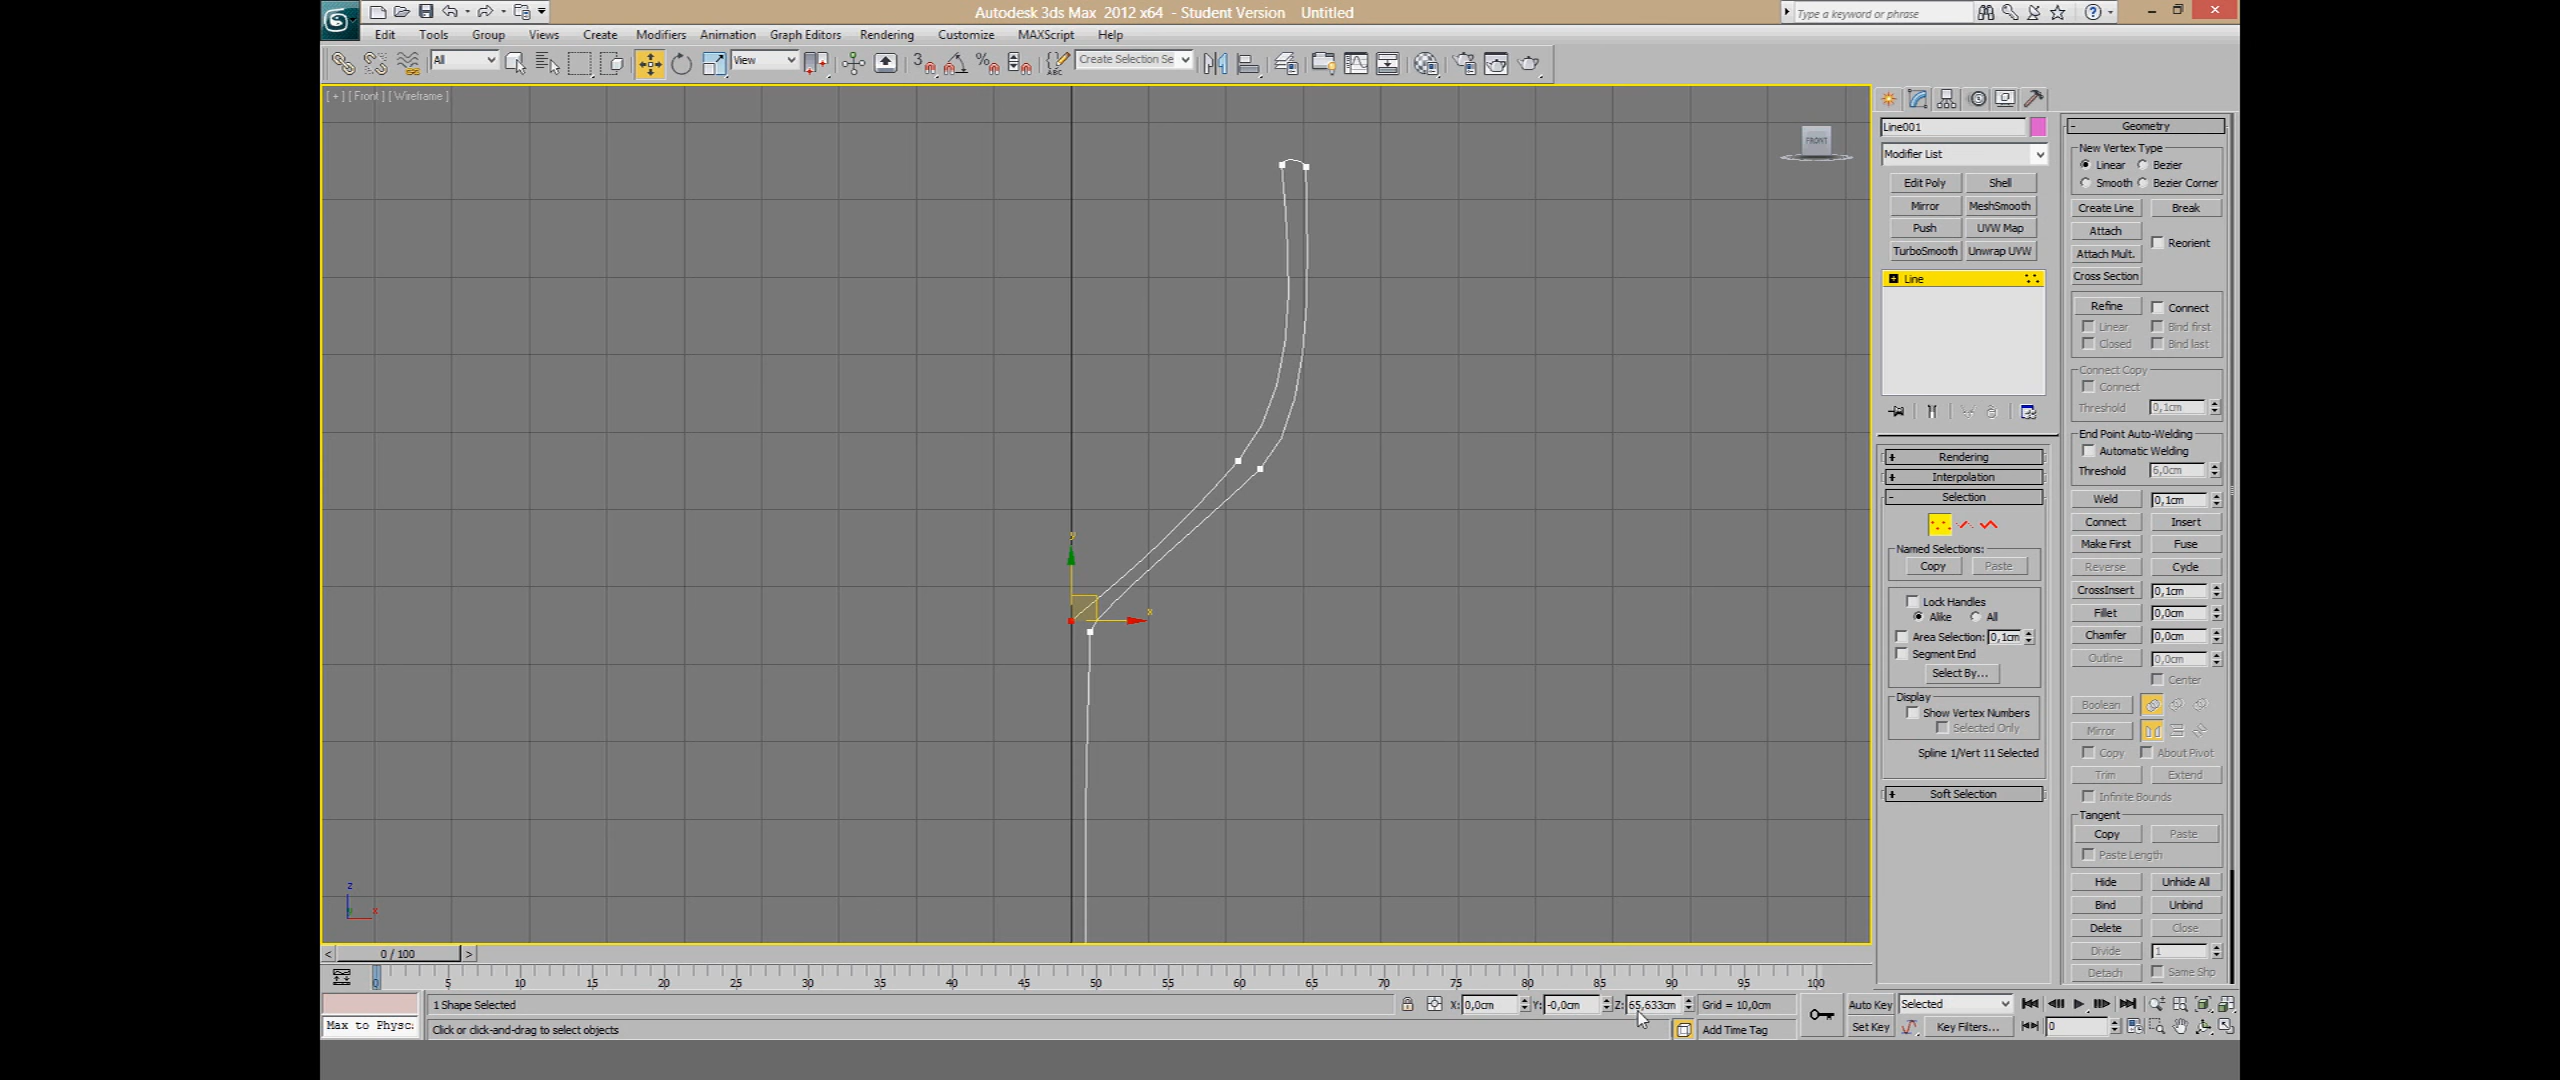 Autodesk 3ds Max 2012 x64 - Student Version Untitled
Type a keyword or phrase
Edit Tools Group Views Create Modifiers Animation Graph Editors Rendering Customize MAXScript Help
All
View
3
%
ABC
Create Selection Se
[ + ] [ Front ] [ Wireframe ]
FRONT
y
x
z
x
Line001
Modifier List
Edit Poly Shell
Mirror MeshSmooth
Push UVW Map
TurboSmooth Unwrap UVW
Line
+ Rendering
+ Interpolation
- Selection
Named Selections:
Copy Paste
Lock Handles
Alike All
Area Selection: 0,1cm
Segment End
Select By...
Display
Show Vertex Numbers
Selected Only
Spline 1/Vert 11 Selected
+ Soft Selection
- Geometry
New Vertex Type
Linear Bezier
Smooth Bezier Corner
Create Line Break
Attach
Reorient
Attach Mult.
Cross Section
Refine Connect
Linear Bind first
Closed Bind last
Connect Copy
Connect
Threshold 0,1cm
End Point Auto-Welding
Automatic Welding
Threshold 6,0cm
Weld 0,1cm
Connect Insert
Make First Fuse
Reverse Cycle
CrossInsert 0,1cm
Fillet 0,0cm
Chamfer 0,0cm
Outline 0,0cm
Center
Boolean
Mirror
Copy About Pivot
Trim Extend
Infinite Bounds
Tangent
Copy Paste
Paste Length
Hide Unhide All
Bind Unbind
Delete Close
Divide 1
Detach Same Shp
< 0 / 100 >
0 5 10 15 20 25 30 35 40 45 50 55 60 65 70 75 80 85 90 95 100
1 Shape Selected
X: 0,0cm Y: -0,0cm Z: 65,633cm Grid = 10,0cm
Auto Key Selected
Max to Physc:
Click or click-and-drag to select objects
Add Time Tag
Set Key Key Filters... 0